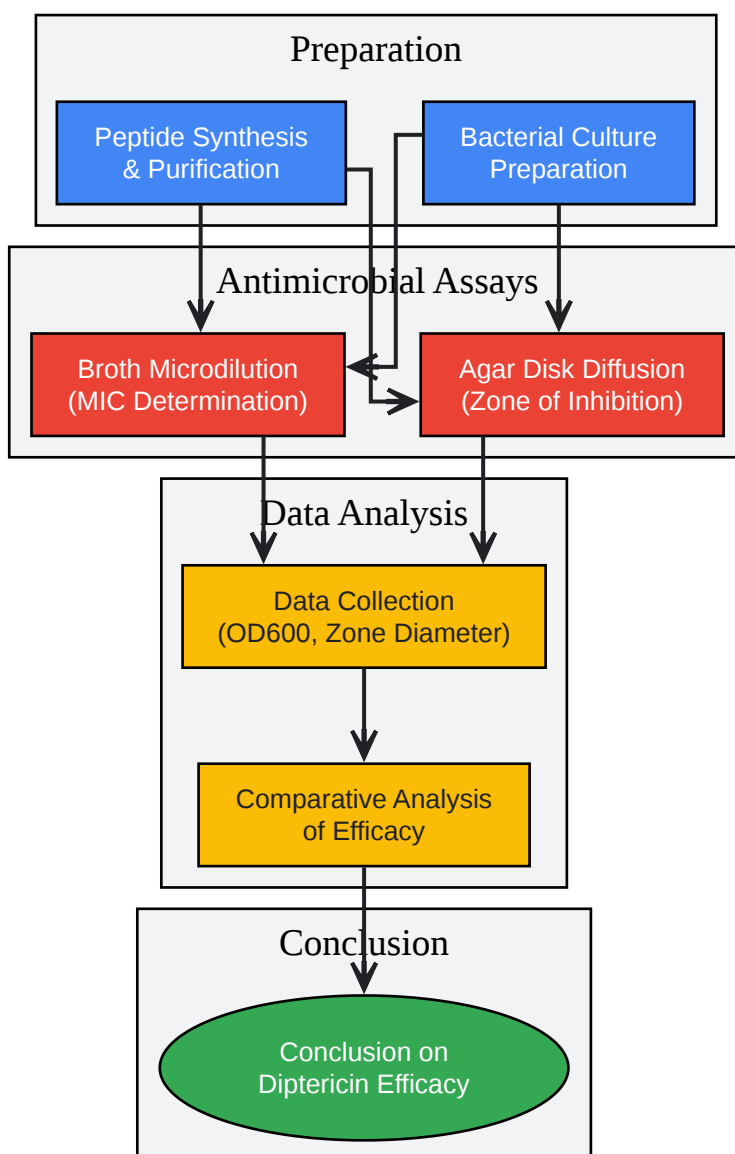 Preparation
Peptide Synthesis
& Purification
Bacterial Culture
Preparation
Antimicrobial Assays
Broth Microdilution
(MIC Determination)
Agar Disk Diffusion
(Zone of Inhibition)
Data Analysis
Data Collection
(OD600, Zone Diameter)
Comparative Analysis
of Efficacy
Conclusion
Conclusion on
Diptericin Efficacy